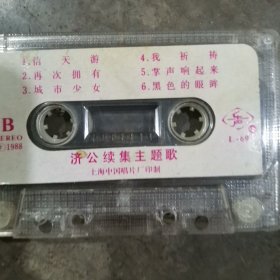 1.信天游
2.再次拥有
3.城市少女
4.我祈祷
5.掌声响起来
6.黑色的眼眸
B
STEREO
1988
L-69
济公续集主题歌
上海中国唱片厂印制